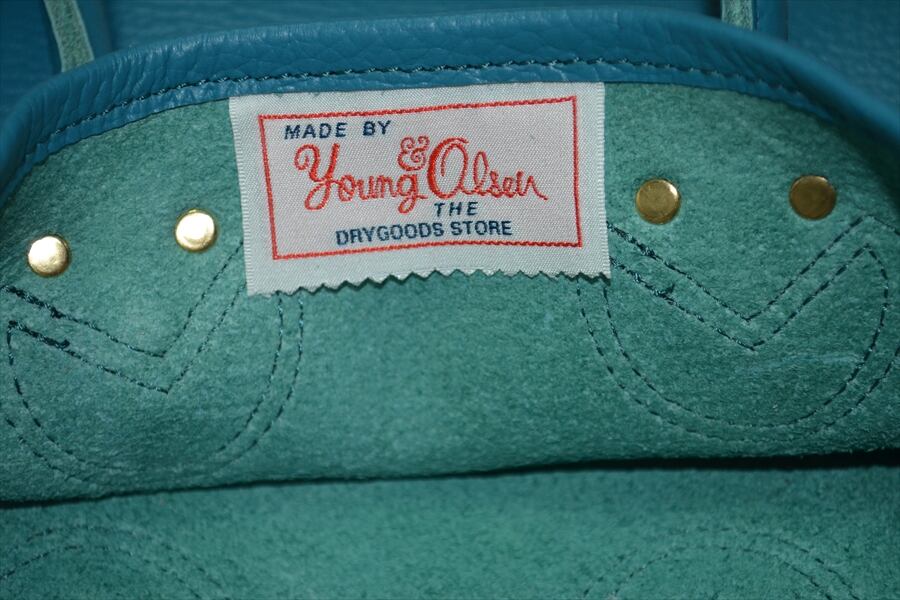 MADE BY
Young & Olsen
THE
DRYGOODS STORE